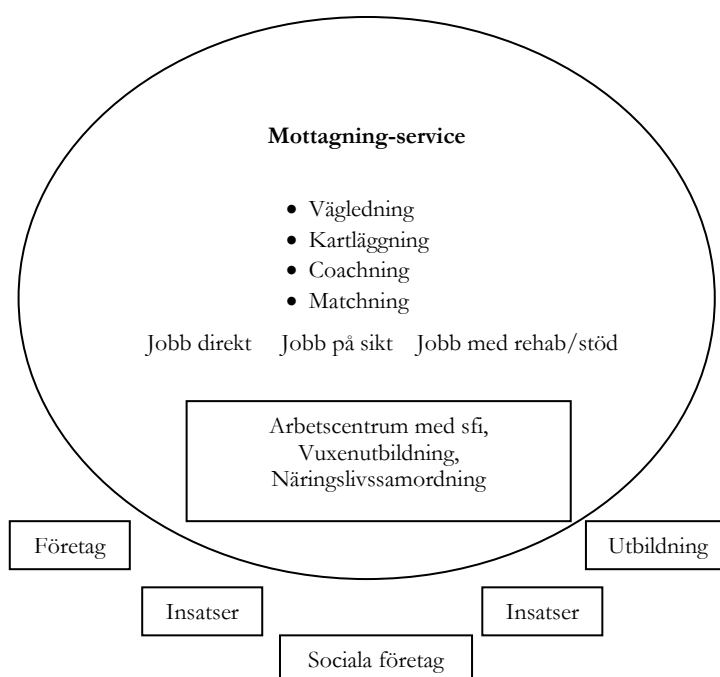 Mottagning-service
• Vägledning
• Kartläggning
• Coachning
• Matchning
Jobb direkt Jobb på sikt Jobb med rehab/stöd
Arbetscentrum med sfi,
Vuxenutbildning,
Näringslivssamordning
Företag
Utbildning
Insatser
Insatser
Sociala företag